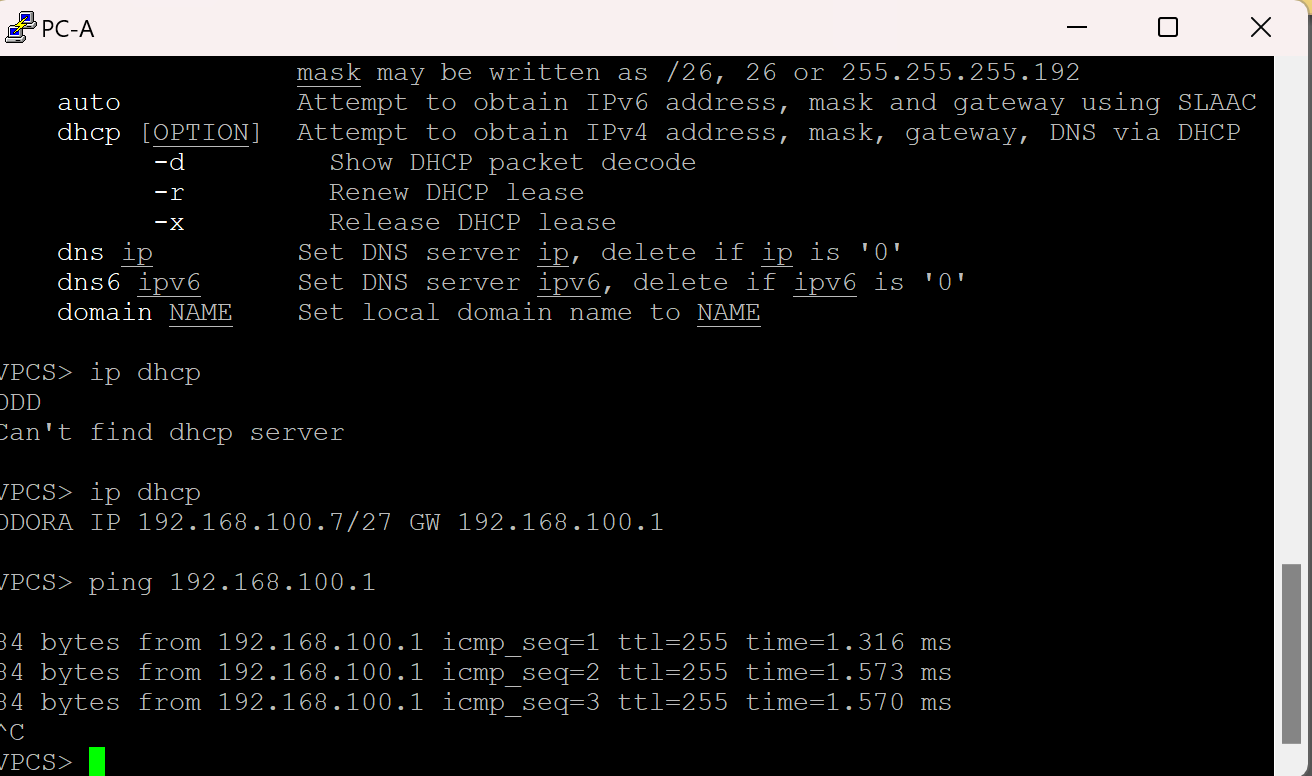 PC-A
mask may be written as /26, 26 or 255.255.255.192
auto Attempt to obtain IPv6 address, mask and gateway using SLAAC
dhcp [OPTION] Attempt to obtain IPv4 address, mask, gateway, DNS via DHCP
-d Show DHCP packet decode
-r Renew DHCP lease
-x Release DHCP lease
dns ip Set DNS server ip, delete if ip is '0'
dns6 ipv6 Set DNS server ipv6, delete if ipv6 is '0'
domain NAME Set local domain name to NAME
VPCS> ip dhcp
DDD
Can't find dhcp server
VPCS> ip dhcp
DDORA IP 192.168.100.7/27 GW 192.168.100.1
VPCS> ping 192.168.100.1
84 bytes from 192.168.100.1 icmp_seq=1 ttl=255 time=1.316 ms
84 bytes from 192.168.100.1 icmp_seq=2 ttl=255 time=1.573 ms
84 bytes from 192.168.100.1 icmp_seq=3 ttl=255 time=1.570 ms
^C
VPCS>